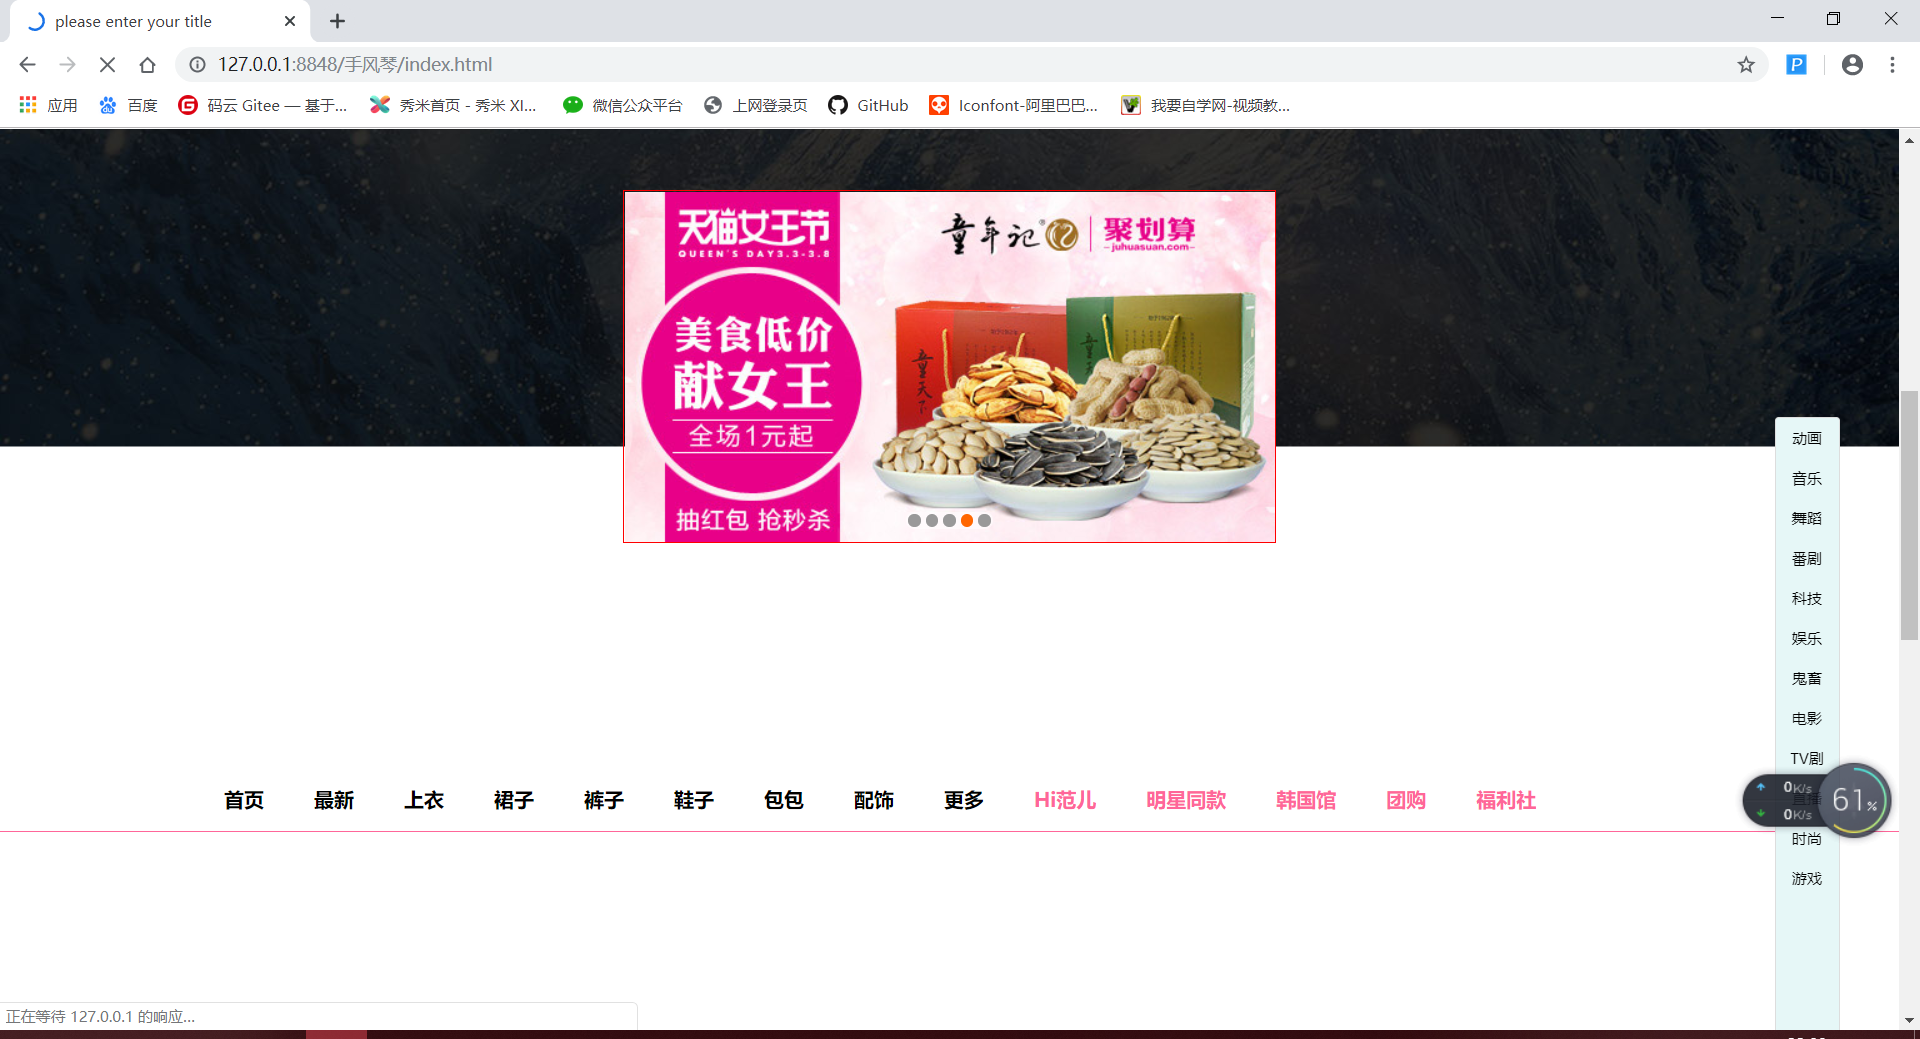 please enter your title
127.0.0.1:8848/手风琴/index.html
应用 百度 码云 Gitee — 基于... 秀米首页 - 秀米 XI... 微信公众平台 上网登录页 GitHub Iconfont-阿里巴巴... 我要自学网-视频教...
天猫女王节
QUEEN'S DAY3.3-3.8
童年记® 聚划算
juhuasuan.com
美食低价
献女王
全场1元起
抽红包 抢秒杀
童天下
动画
音乐
舞蹈
番剧
科技
娱乐
鬼畜
电影
TV剧
直播
时尚
游戏
0K/s
0K/s
61%
首页 最新 上衣 裙子 裤子 鞋子 包包 配饰 更多 Hi范儿 明星同款 韩国馆 团购 福利社
正在等待 127.0.0.1 的响应...